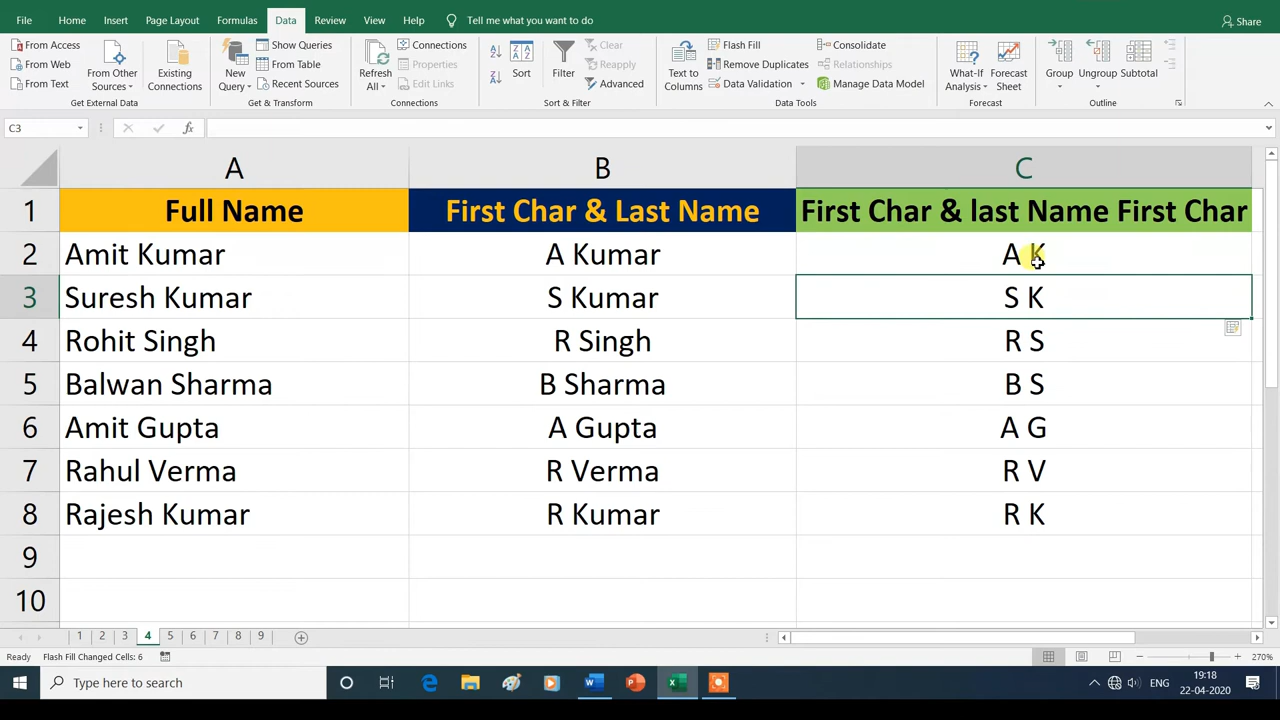 File Home Insert Page Layout Formulas Data Review View Help Tell me what you want to do Share
From Access
From Web
From Text
From Other Sources
Existing Connections
Get External Data
New Query
Show Queries
From Table
Recent Sources
Get & Transform
Refresh All
Connections
Properties
Edit Links
Connections
Sort
Filter
Clear
Reapply
Advanced
Sort & Filter
Text to Columns
Flash Fill
Remove Duplicates
Data Validation
Consolidate
Relationships
Manage Data Model
Data Tools
What-If Analysis
Forecast Sheet
Forecast
Group
Ungroup
Subtotal
Outline
C3 fx
A B C
1 Full Name First Char & Last Name First Char & last Name First Char
2 Amit Kumar A Kumar A K
3 Suresh Kumar S Kumar S K
4 Rohit Singh R Singh R S
5 Balwan Sharma B Sharma B S
6 Amit Gupta A Gupta A G
7 Rahul Verma R Verma R V
8 Rajesh Kumar R Kumar R K
9
10
1 2 3 4 5 6 7 8 9
Ready Flash Fill Changed Cells: 6 270%
Type here to search ENG 19:18
22-04-2020